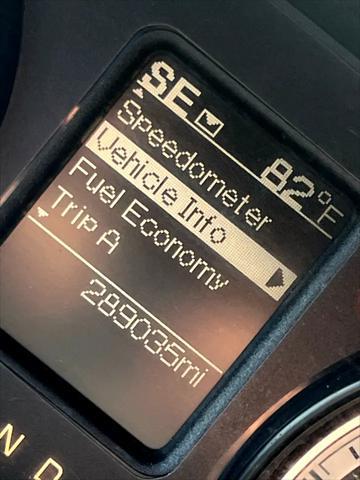 SE 82°F
Speedometer
Vehicle Info
Fuel Economy
Trip A
289035mi
N D